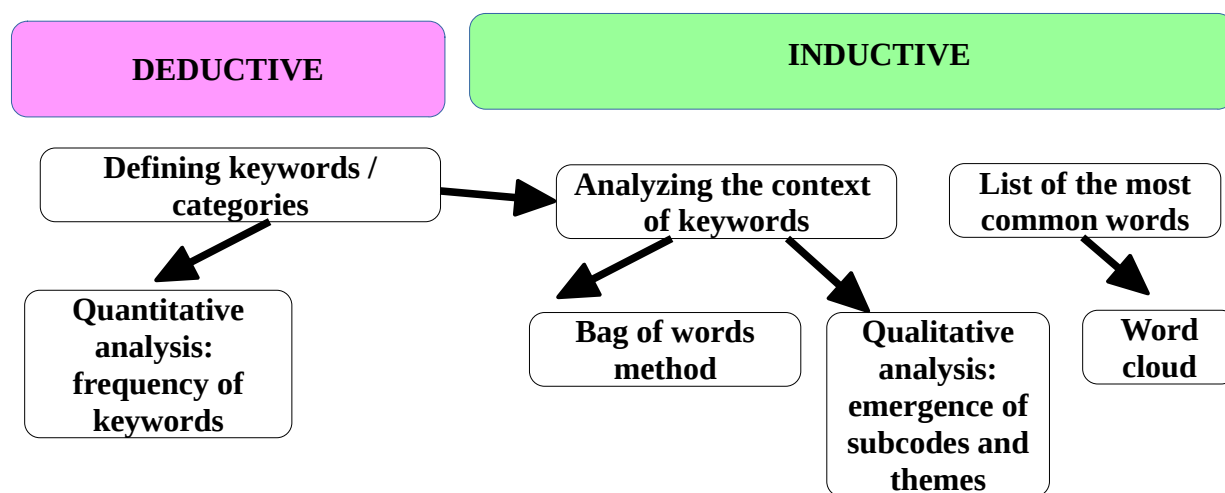 DEDUCTIVE
INDUCTIVE
Defining keywords /
categories
Analyzing the context
of keywords
List of the most
common words
Quantitative
analysis:
frequency of
keywords
Bag of words
method
Qualitative
analysis:
emergence of
subcodes and
themes
Word
cloud